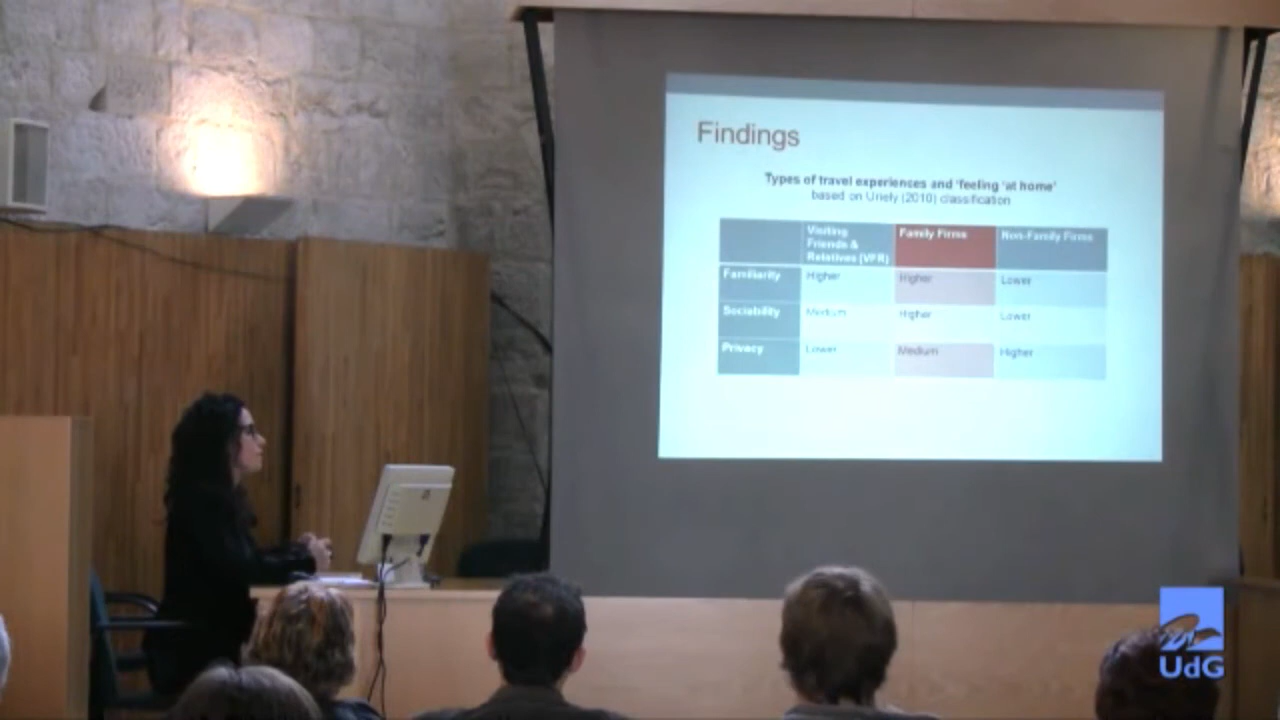 Findings
Types of travel experiences and 'feeling 'at home'
based on Uriely (2010) classification
Visiting Friends & Relatives (VFR) Family Firms Non-Family Firms
Familiarity Higher Higher Lower
Sociability Medium Higher Lower
Privacy Lower Medium Higher
UdG